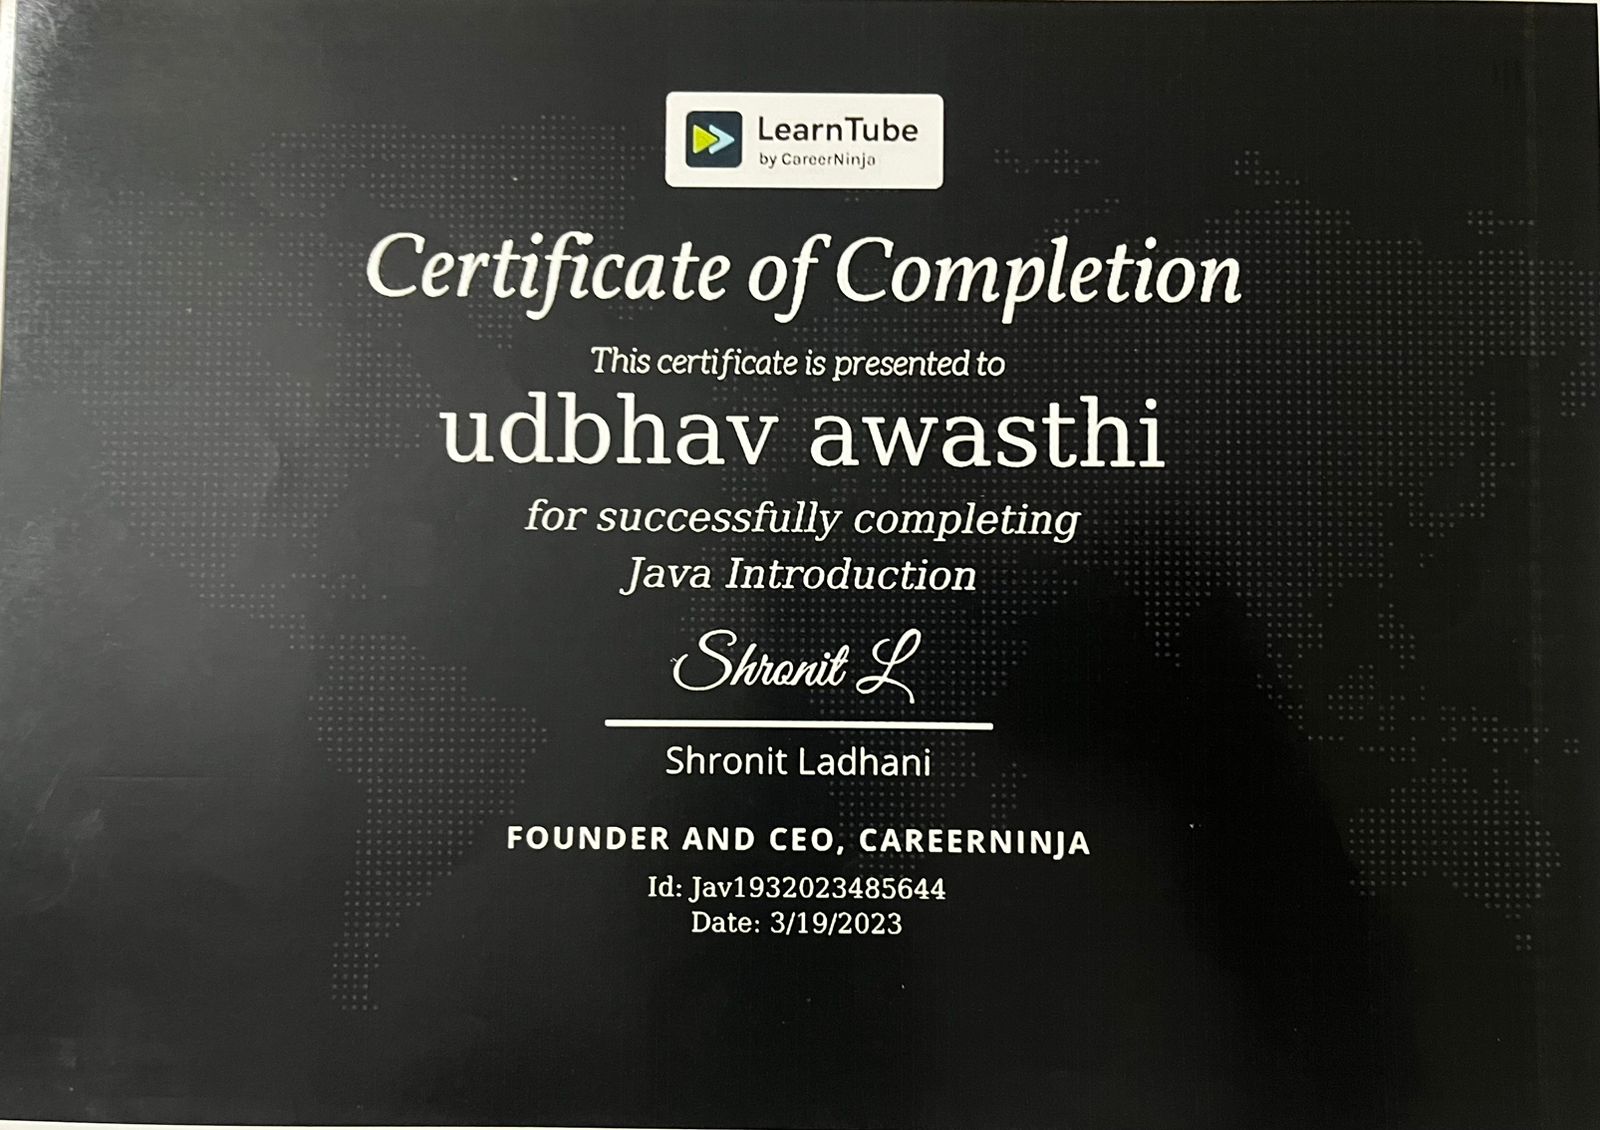 LearnTube
by CareerNinja
Certificate of Completion
This certificate is presented to
udbhav awasthi
for successfully completing
Java Introduction
Shronit L
Shronit Ladhani
FOUNDER AND CEO, CAREERNINJA
Id: Jav1932023485644
Date: 3/19/2023